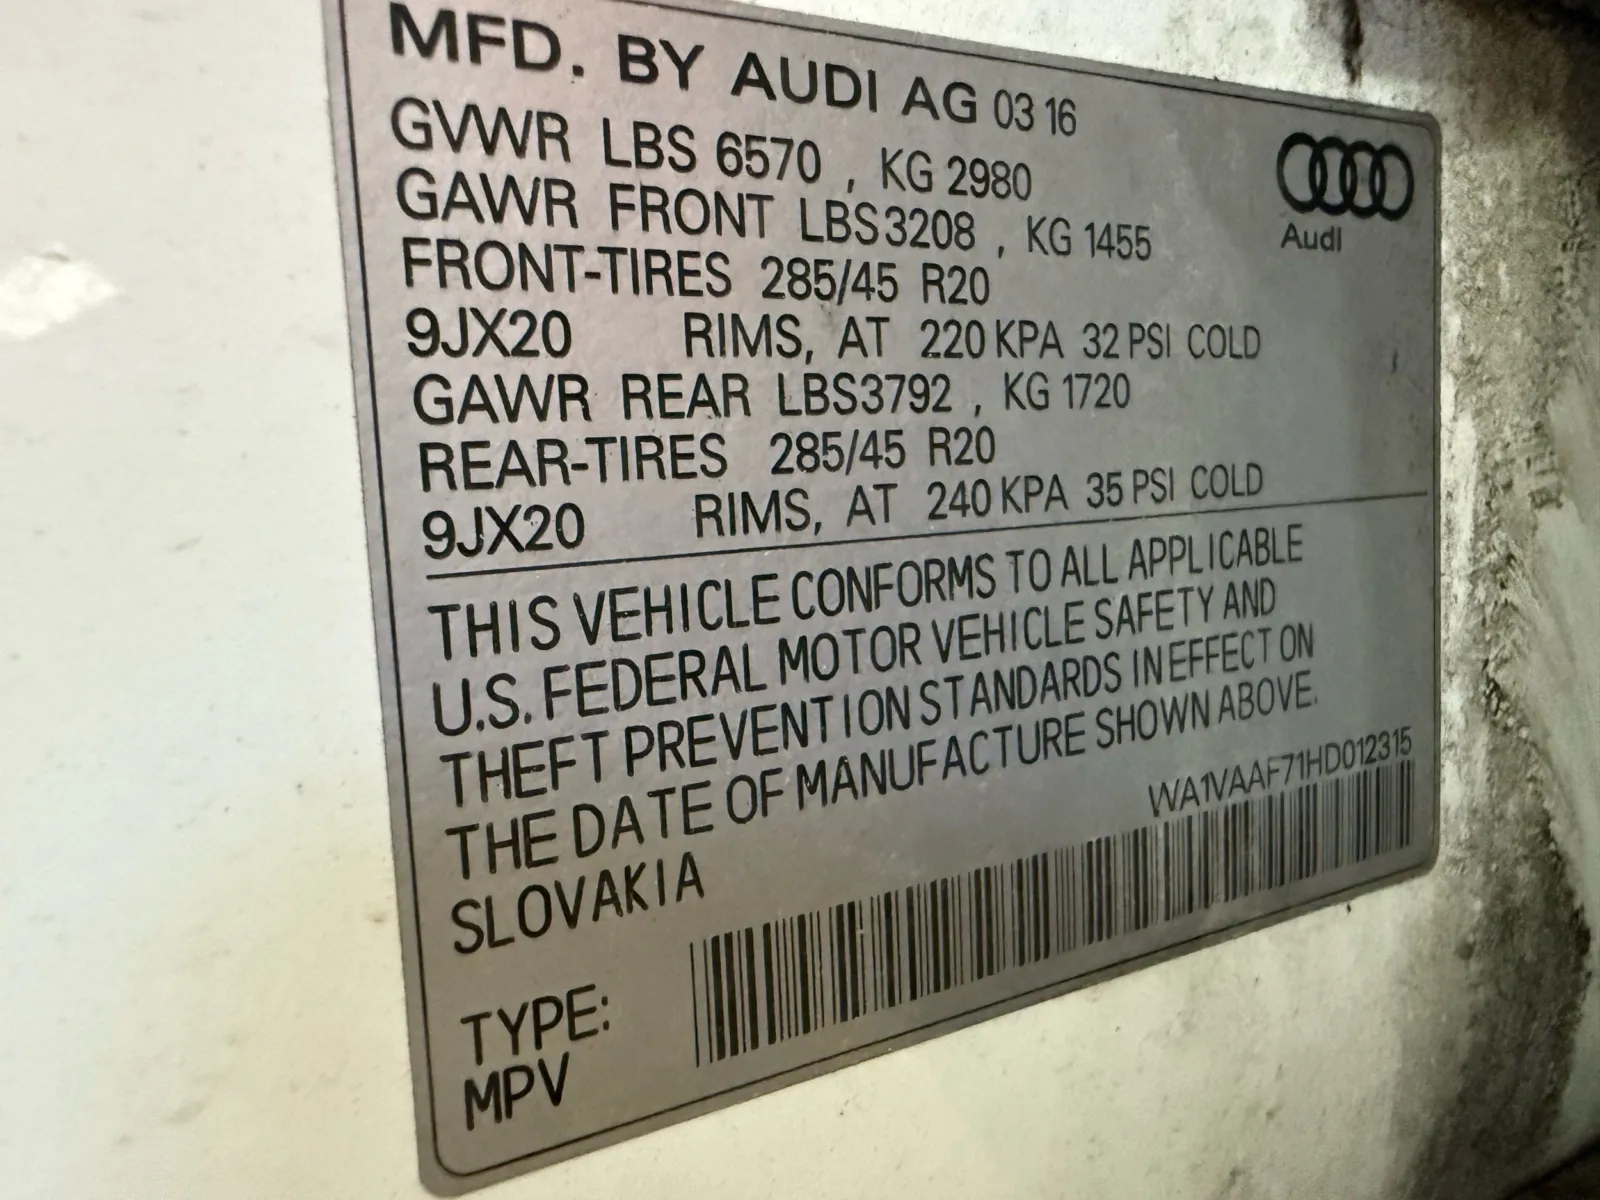 MFD. BY AUDI AG 03 16
GVWR LBS 6570 , KG 2980
GAWR FRONT LBS3208 , KG 1455
FRONT-TIRES 285/45 R20
9JX20 RIMS, AT 220 KPA 32 PSI COLD
GAWR REAR LBS3792 , KG 1720
REAR-TIRES 285/45 R20
9JX20 RIMS, AT 240 KPA 35 PSI COLD
Audi
THIS VEHICLE CONFORMS TO ALL APPLICABLE
U.S. FEDERAL MOTOR VEHICLE SAFETY AND
THEFT PREVENTION STANDARDS IN EFFECT ON
THE DATE OF MANUFACTURE SHOWN ABOVE.
SLOVAKIA
WA1VAAF71HD012315
TYPE:
MPV